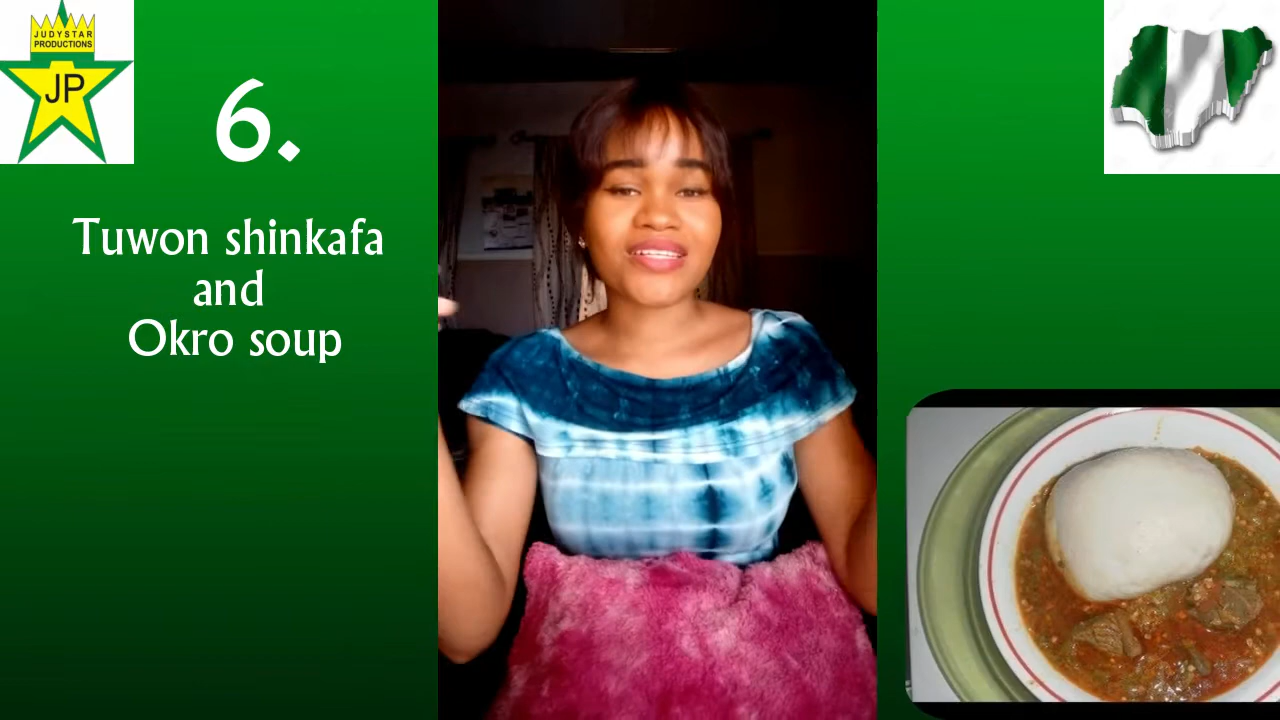 JUDYSTAR
PRODUCTIONS
JP
6.
Tuwon shinkafa
and
Okro soup